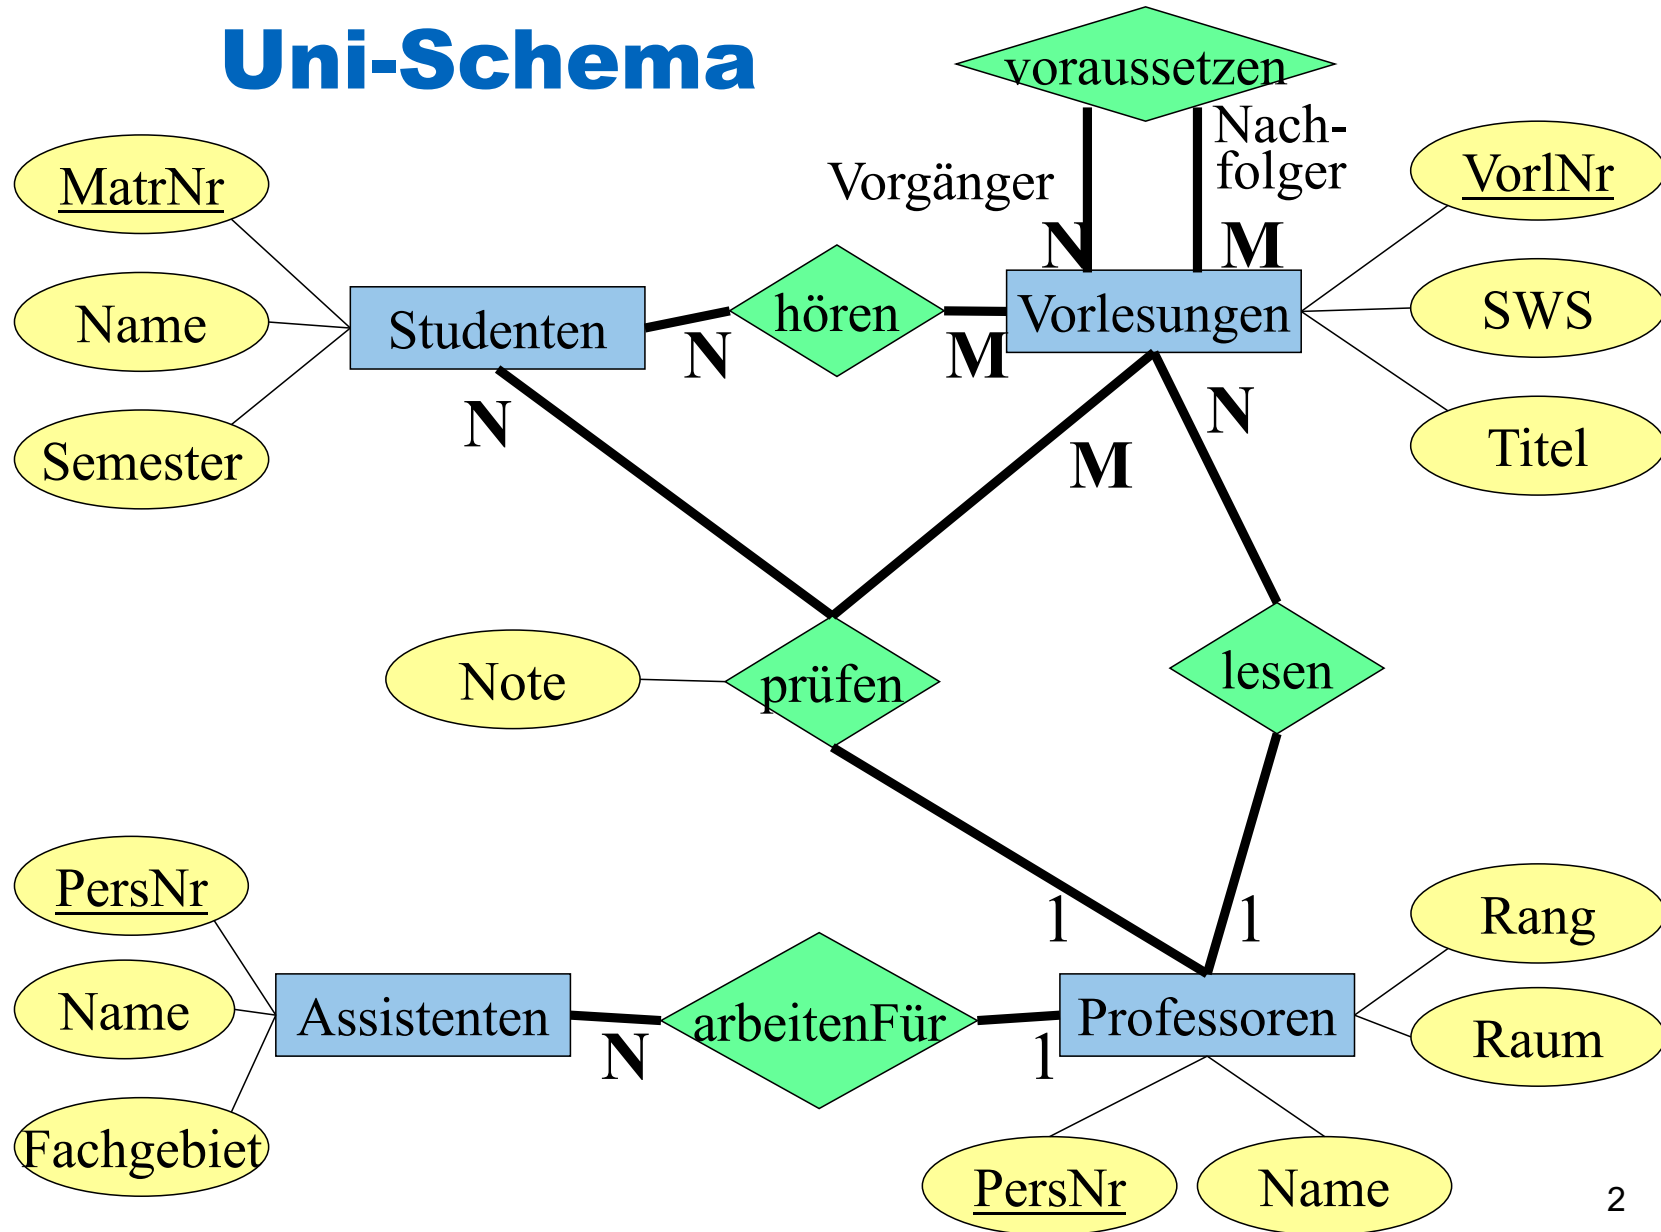 Uni-Schema
voraussetzen
Nach-
folger
Vorgänger
MatrNr
VorlNr
N
M
Name
hören
SWS
Studenten
Vorlesungen
N
M
N
N
M
Semester
Titel
Note
prüfen
lesen
PersNr
1
1
Rang
Name
Assistenten
arbeitenFür
Professoren
N
1
Raum
Fachgebiet
PersNr
Name
2